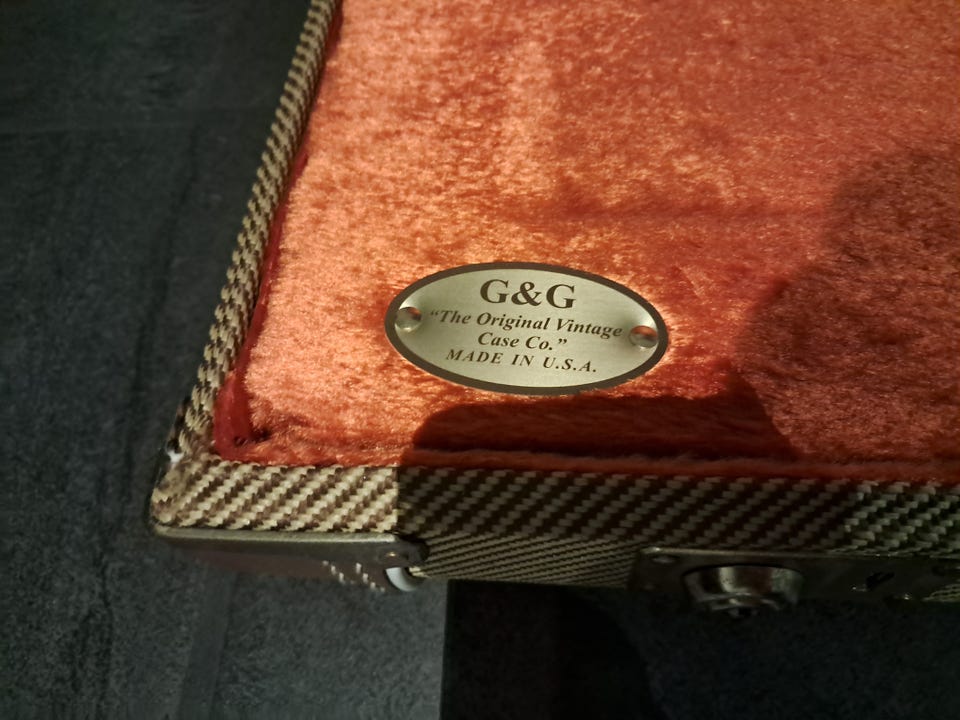 G&G
“The Original Vintage
Case Co.”
MADE IN U.S.A.